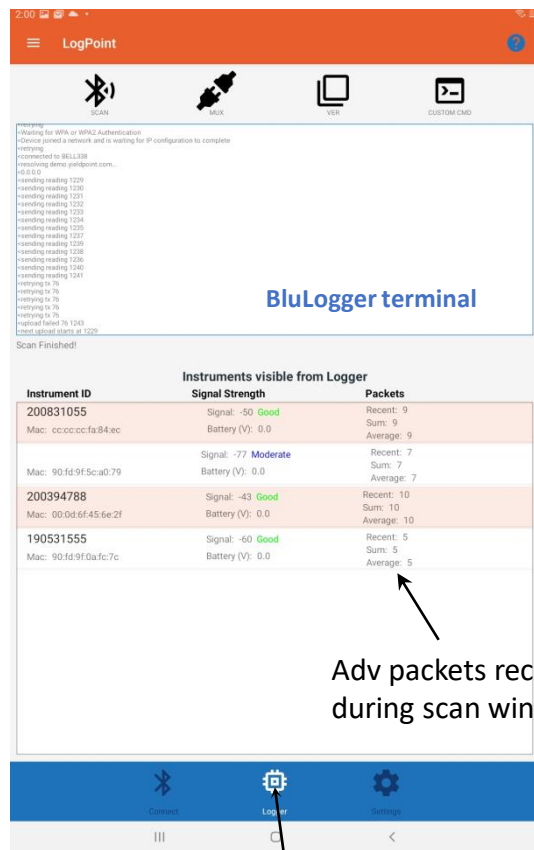 2:00
LogPoint
?
SCAN
MUX
VER
CUSTOM CMD
<retrying
<Waiting for WPA or WPA2 Authentication
<Device joined a network and is waiting for IP configuration to complete
<retrying
<connected to BELL338
<resolving demo.yieldpoint.com..
<0.0.0.0
<sending reading 1229
<sending reading 1230
<sending reading 1231
<sending reading 1232
<sending reading 1233
<sending reading 1234
<sending reading 1235
<sending reading 1237
<sending reading 1239
<sending reading 1238
<sending reading 1236
<sending reading 1240
<sending reading 1241
<retrying tx 76
<retrying tx 76
<retrying tx 76
<retrying tx 76
<retrying tx 76
<upload failed 76 1243
<next upload starts at 1229
BluLogger terminal
Scan Finished!
Instruments visible from Logger
Instrument ID Signal Strength Packets
200831055 Signal: -50 Good Recent: 9
Mac: cc:cc:cc:fa:84:ec Battery (V): 0.0 Sum: 9
Average: 9
Signal: -77 Moderate Recent: 7
Mac: 90:fd:9f:5c:a0:79 Battery (V): 0.0 Sum: 7
Average: 7
200394788 Signal: -43 Good Recent: 10
Mac: 00:0d:6f:45:6e:2f Battery (V): 0.0 Sum: 10
Average: 10
190531555 Signal: -60 Good Recent: 5
Mac: 90:fd:9f:0a:fc:7c Battery (V): 0.0 Sum: 5
Average: 5
Adv packets rec
during scan win
Connect Logger Settings